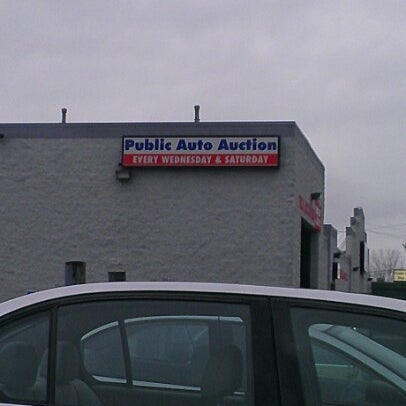 Public Auto Auction
EVERY WEDNESDAY & SATURDAY